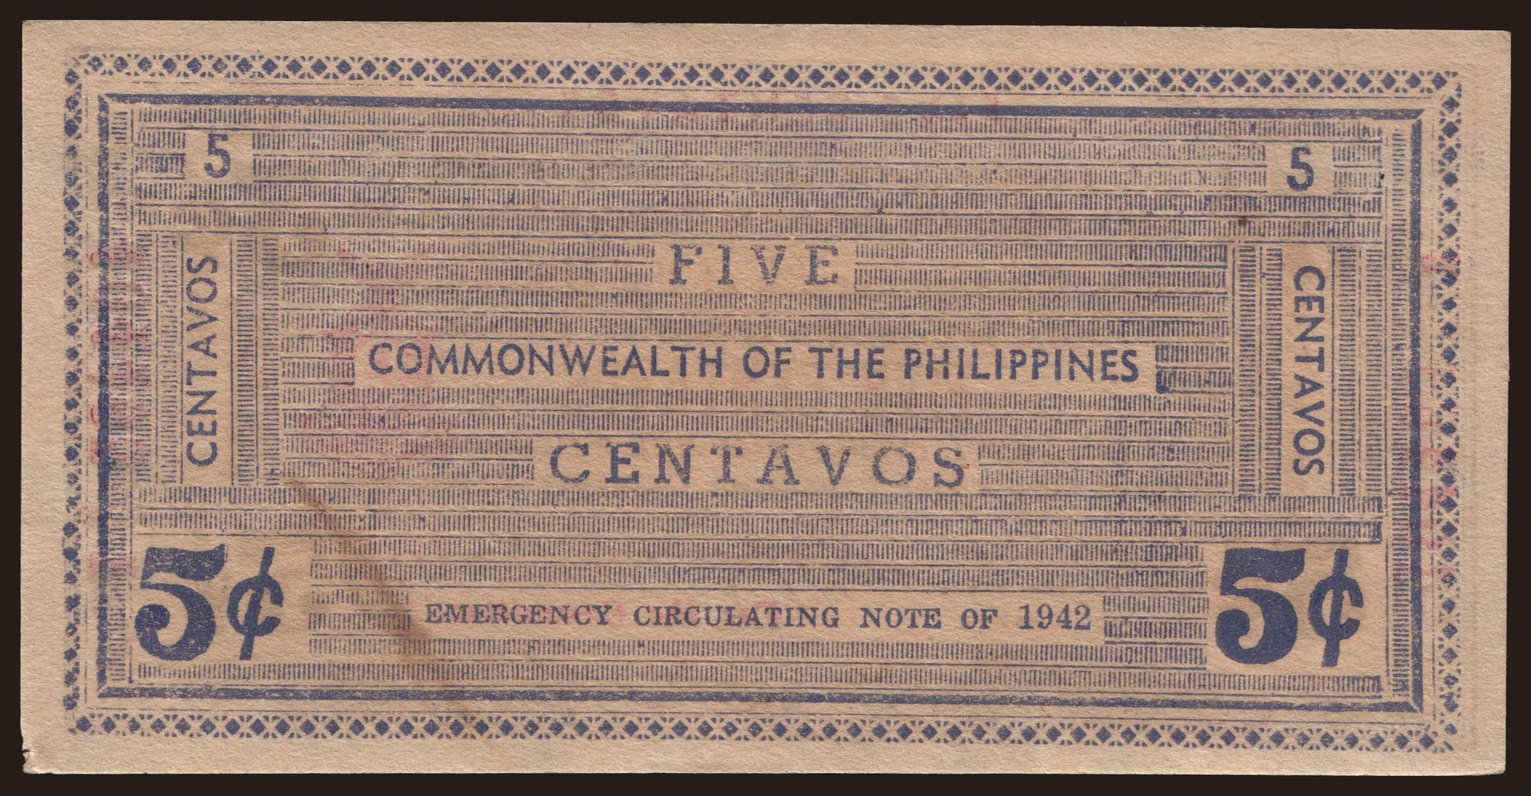 5
5
FIVE
CENTAVOS
COMMONWEALTH OF THE PHILIPPINES
CENTAVOS
CENTAVOS
5¢
EMERGENCY CIRCULATING NOTE OF 1942
5¢